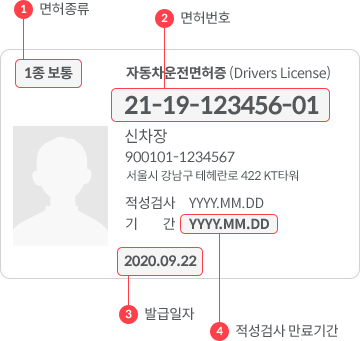 1 면허종류
2 면허번호
1종 보통
자동차운전면허증 (Drivers License)
21-19-123456-01
신차장
900101-1234567
서울시 강남구 테헤란로 422 KT타워
적성검사 YYYY.MM.DD
기 간 YYYY.MM.DD
2020.09.22
3 발급일자
4 적성검사 만료기간